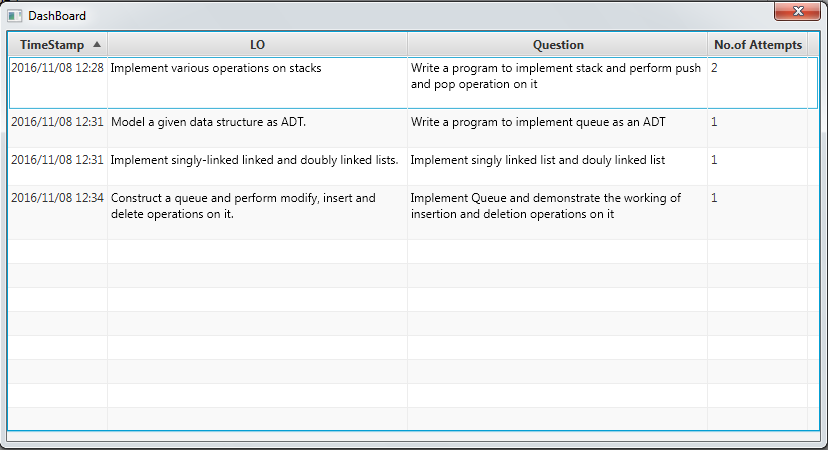 DashBoard
TimeStamp LO Question No.of Attempts
2016/11/08 12:28 Implement various operations on stacks Write a program to implement stack and perform push 2
and pop operation on it
2016/11/08 12:31 Model a given data structure as ADT. Write a program to implement queue as an ADT 1
2016/11/08 12:31 Implement singly-linked linked and doubly linked lists. Implement singly linked list and douly linked list 1
2016/11/08 12:34 Construct a queue and perform modify, insert and Implement Queue and demonstrate the working of 1
delete operations on it. insertion and deletion operations on it